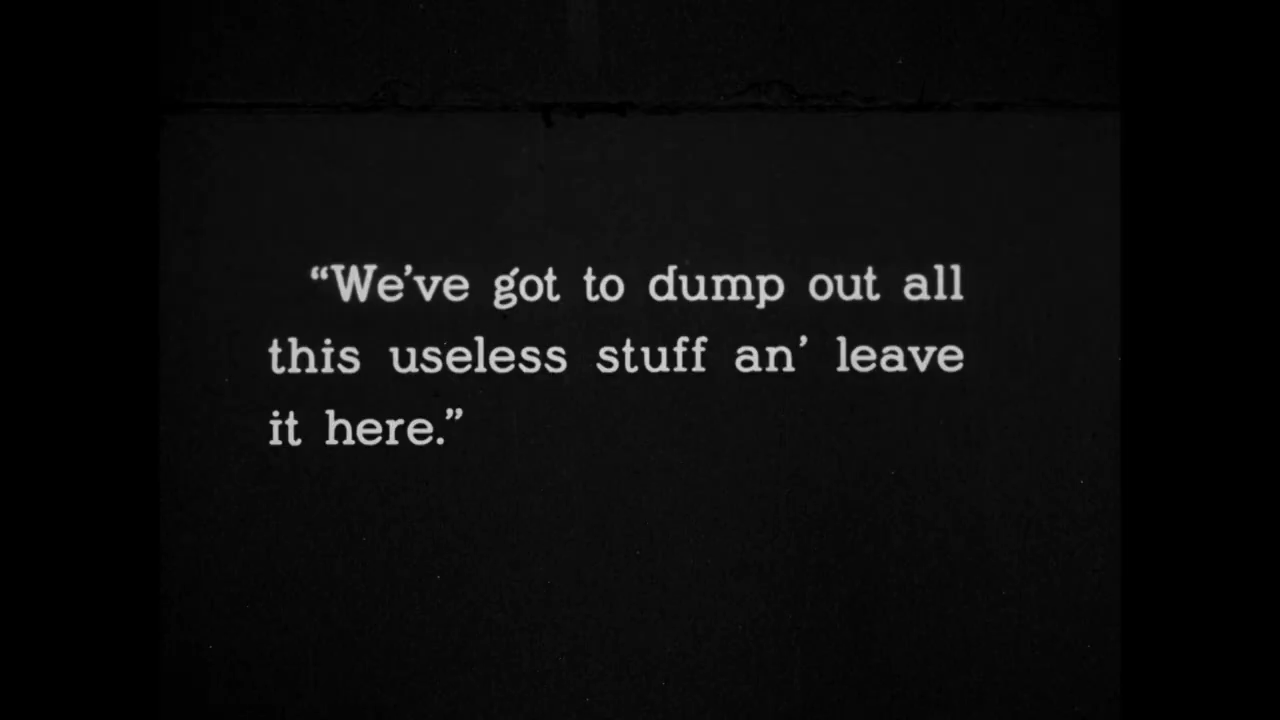 “We’ve got to dump out all
this useless stuff an’ leave
it here.”